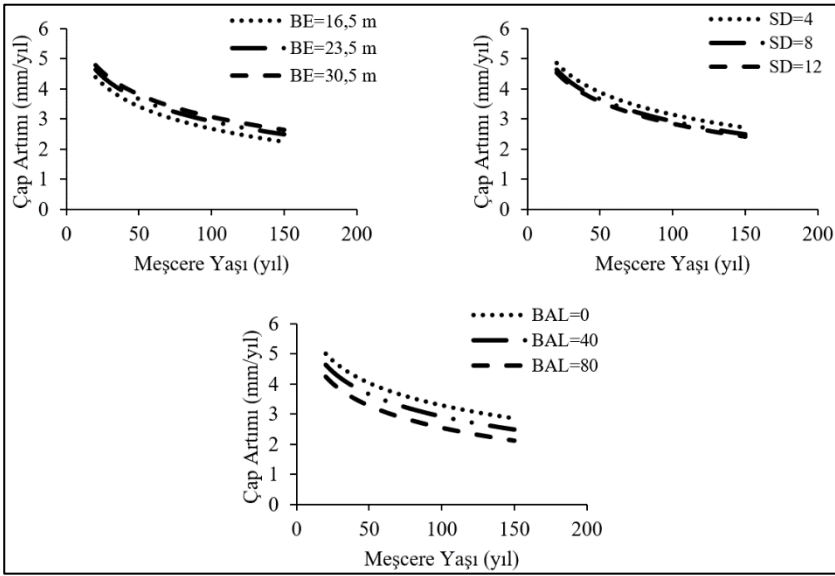 BE=16,5 m
BE=23,5 m
BE=30,5 m
Çap Artımı (mm/yıl)
6
5
4
3
2
1
0
0 50 100 150 200
Meşcere Yaşı (yıl)
SD=4
SD=8
SD=12
Çap Artımı (mm/yıl)
6
5
4
3
2
1
0
0 50 100 150 200
Meşcere Yaşı (yıl)
BAL=0
BAL=40
BAL=80
Çap Artımı (mm/yıl)
6
5
4
3
2
1
0
0 50 100 150 200
Meşcere Yaşı (yıl)